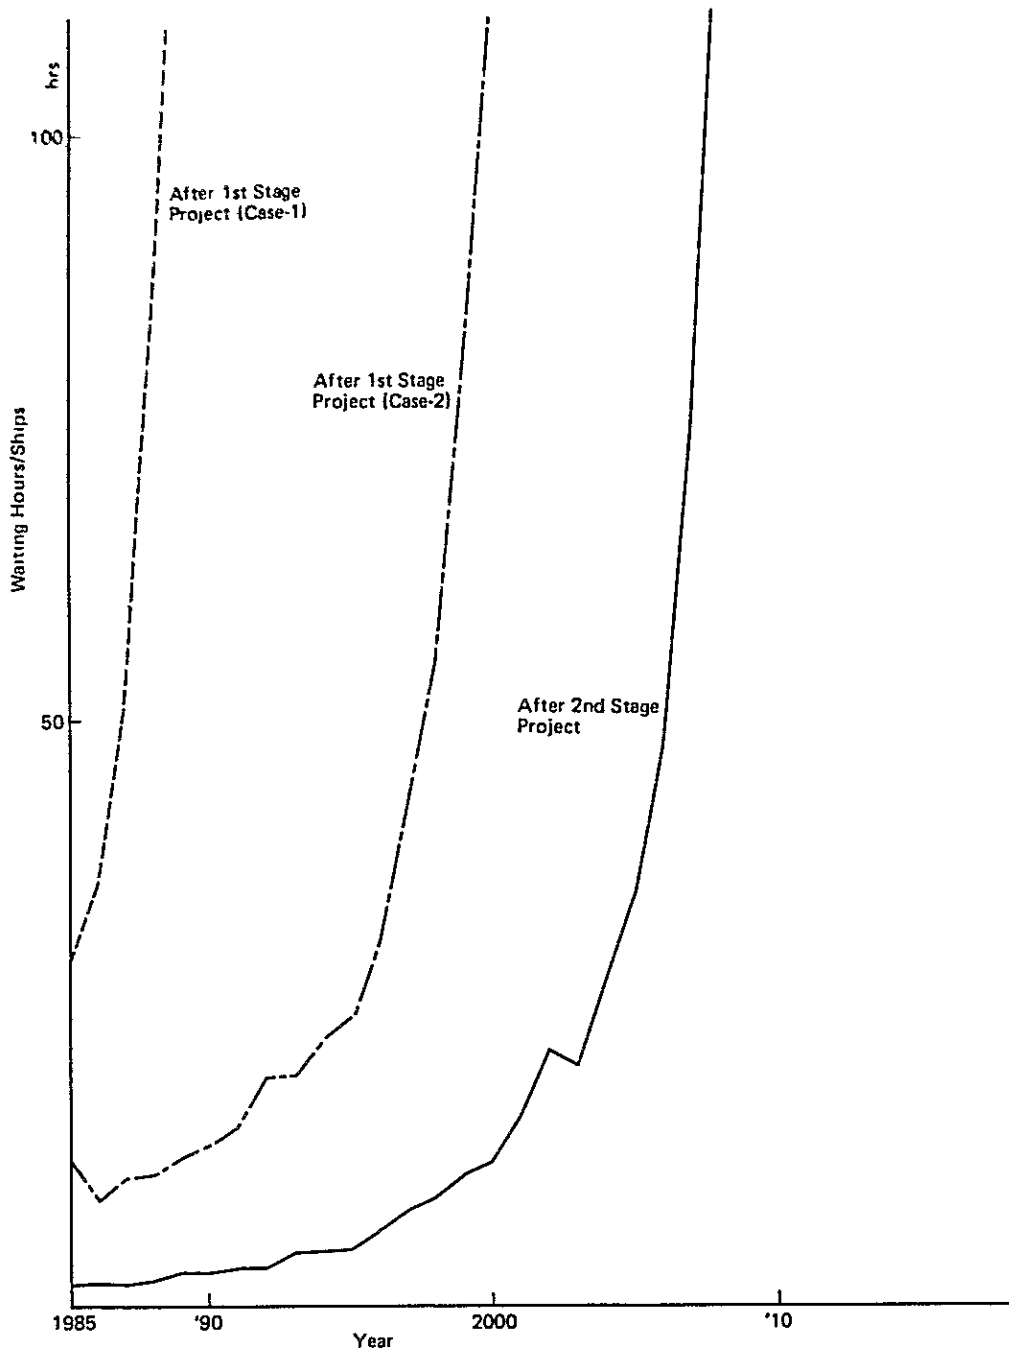 hrs
100
After 1st Stage
Project (Case-1)
After 1st Stage
Project (Case-2)
Waiting Hours/Ships
After 2nd Stage
Project
50
1985
'90
2000
'10
Year